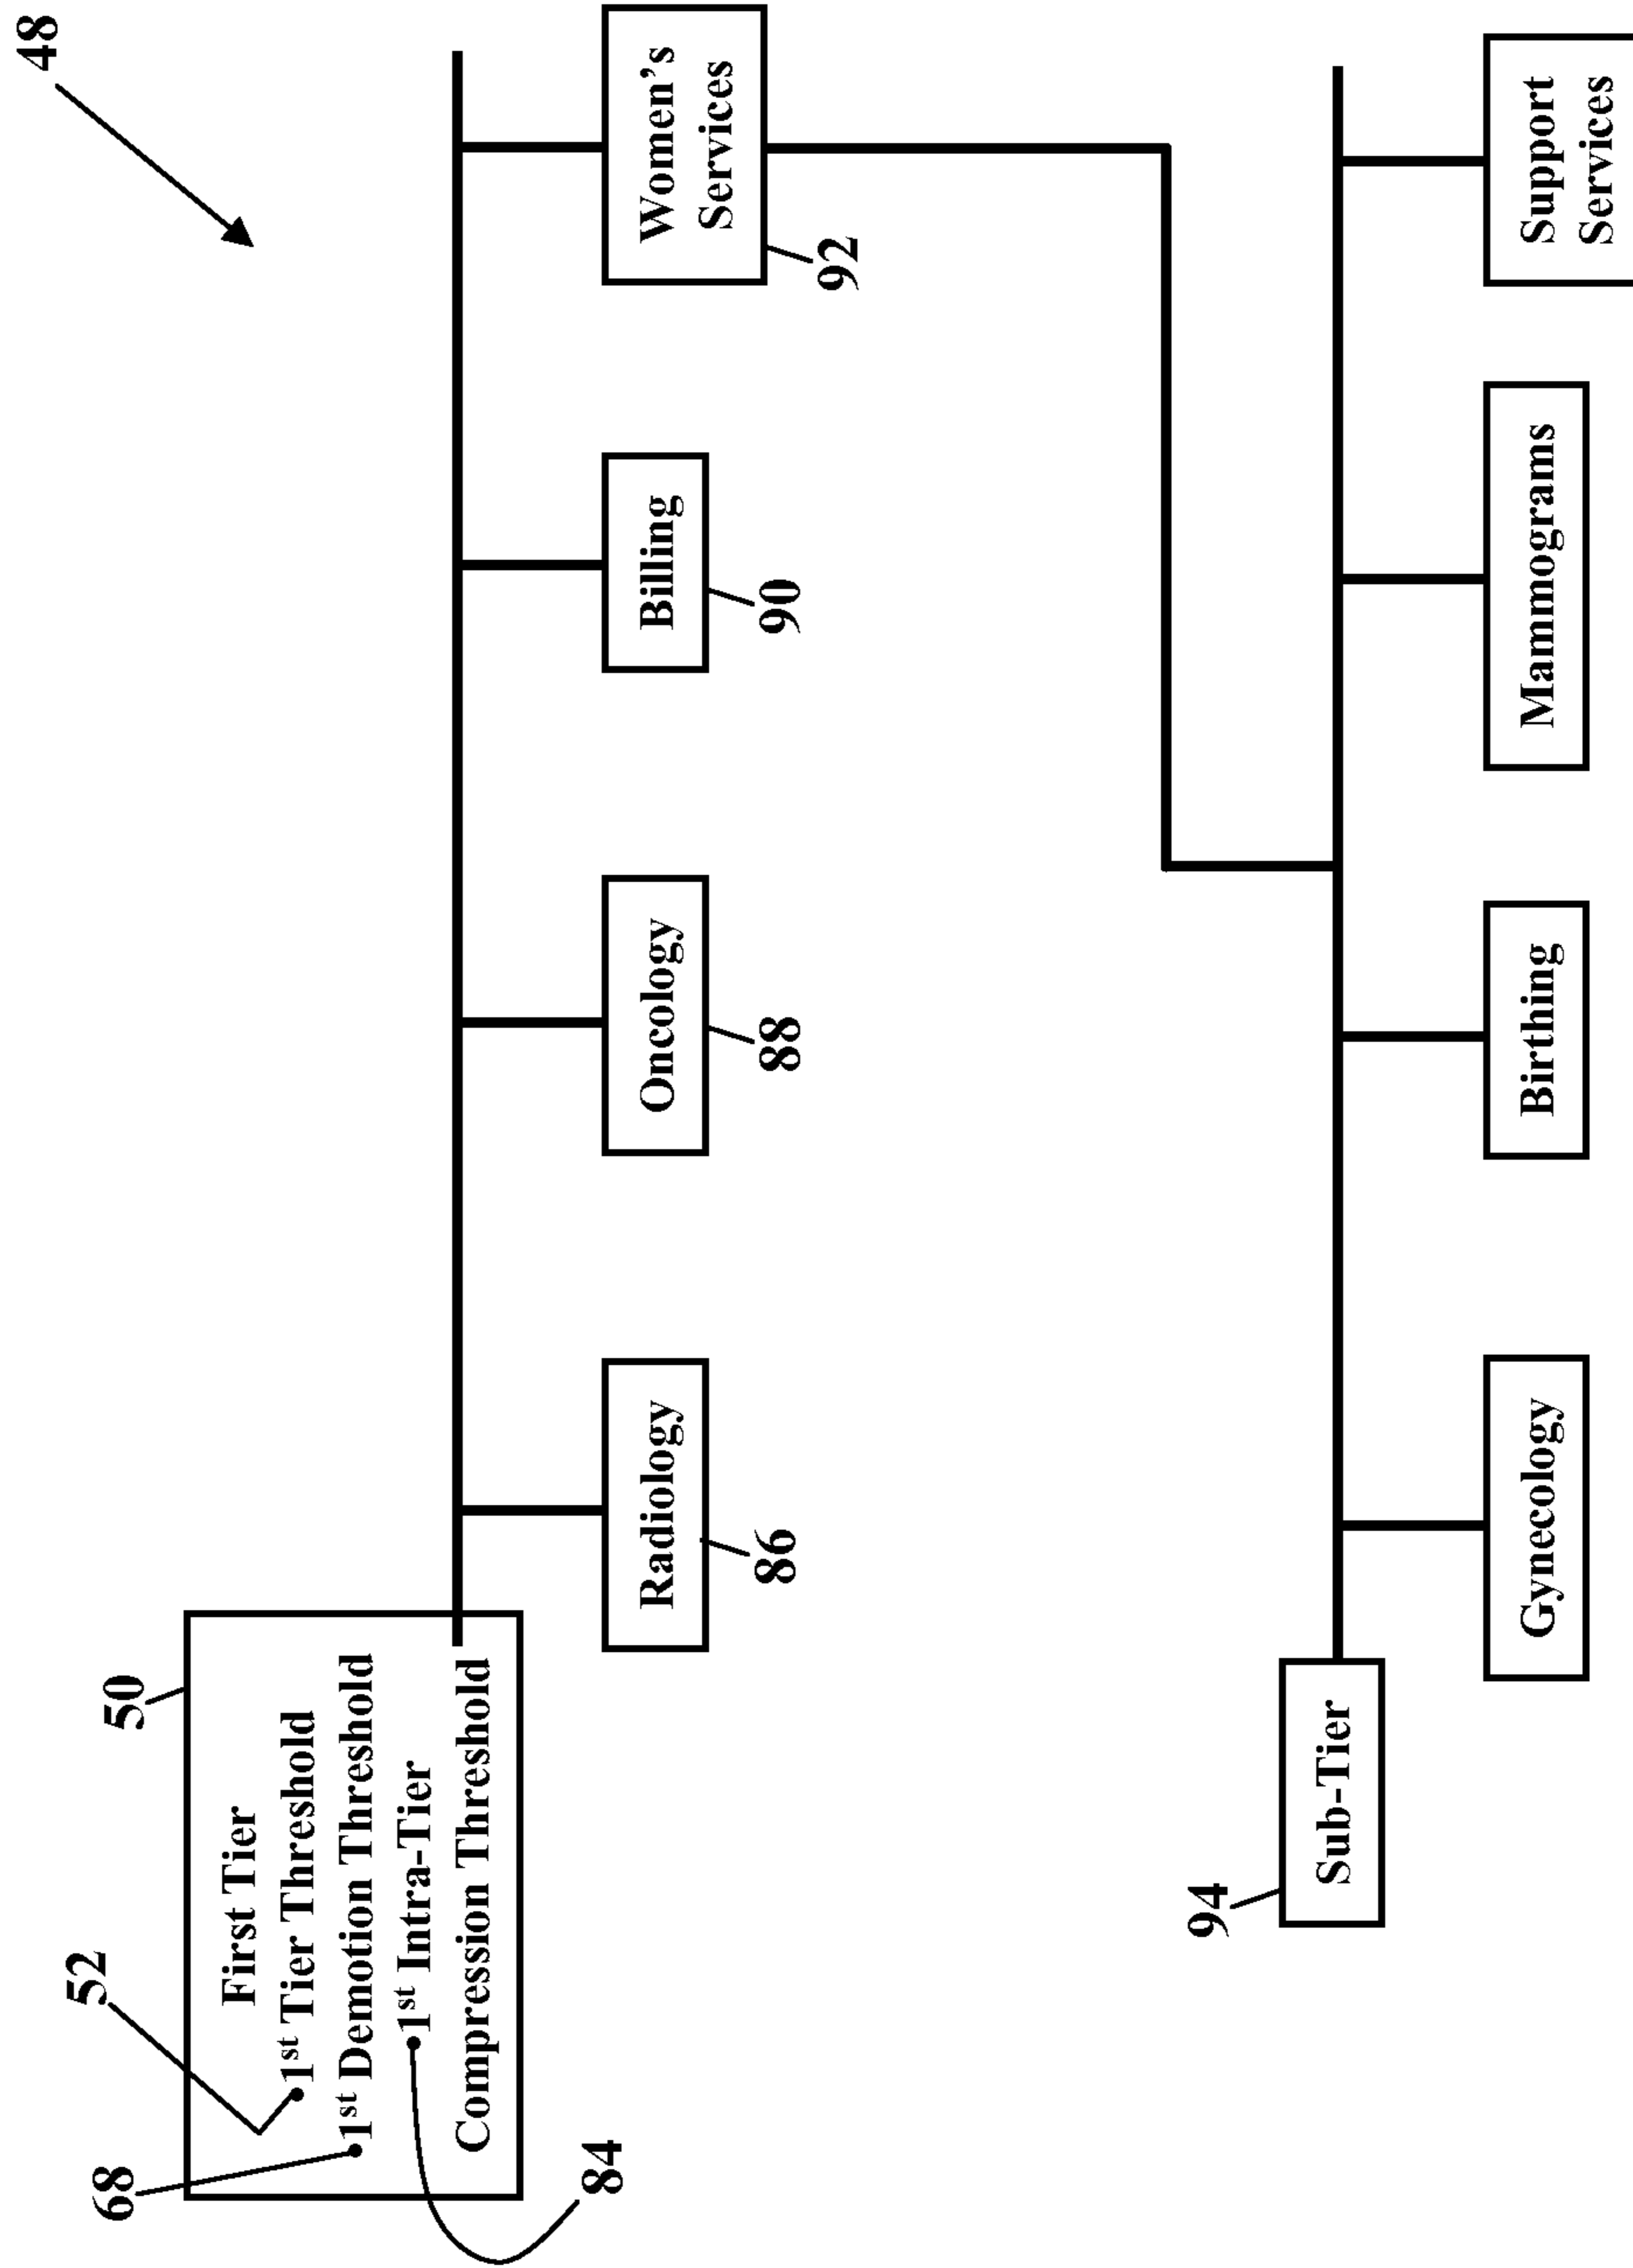 48
50
52
68
84
First Tier
1st Tier Threshold
1st Demotion Threshold
1st Intra-Tier
Compression Threshold
Radiology
86
Oncology
88
Billing
90
Women's
Services
92
94
Sub-Tier
Gynecology
Birthing
Mammograms
Support
Services